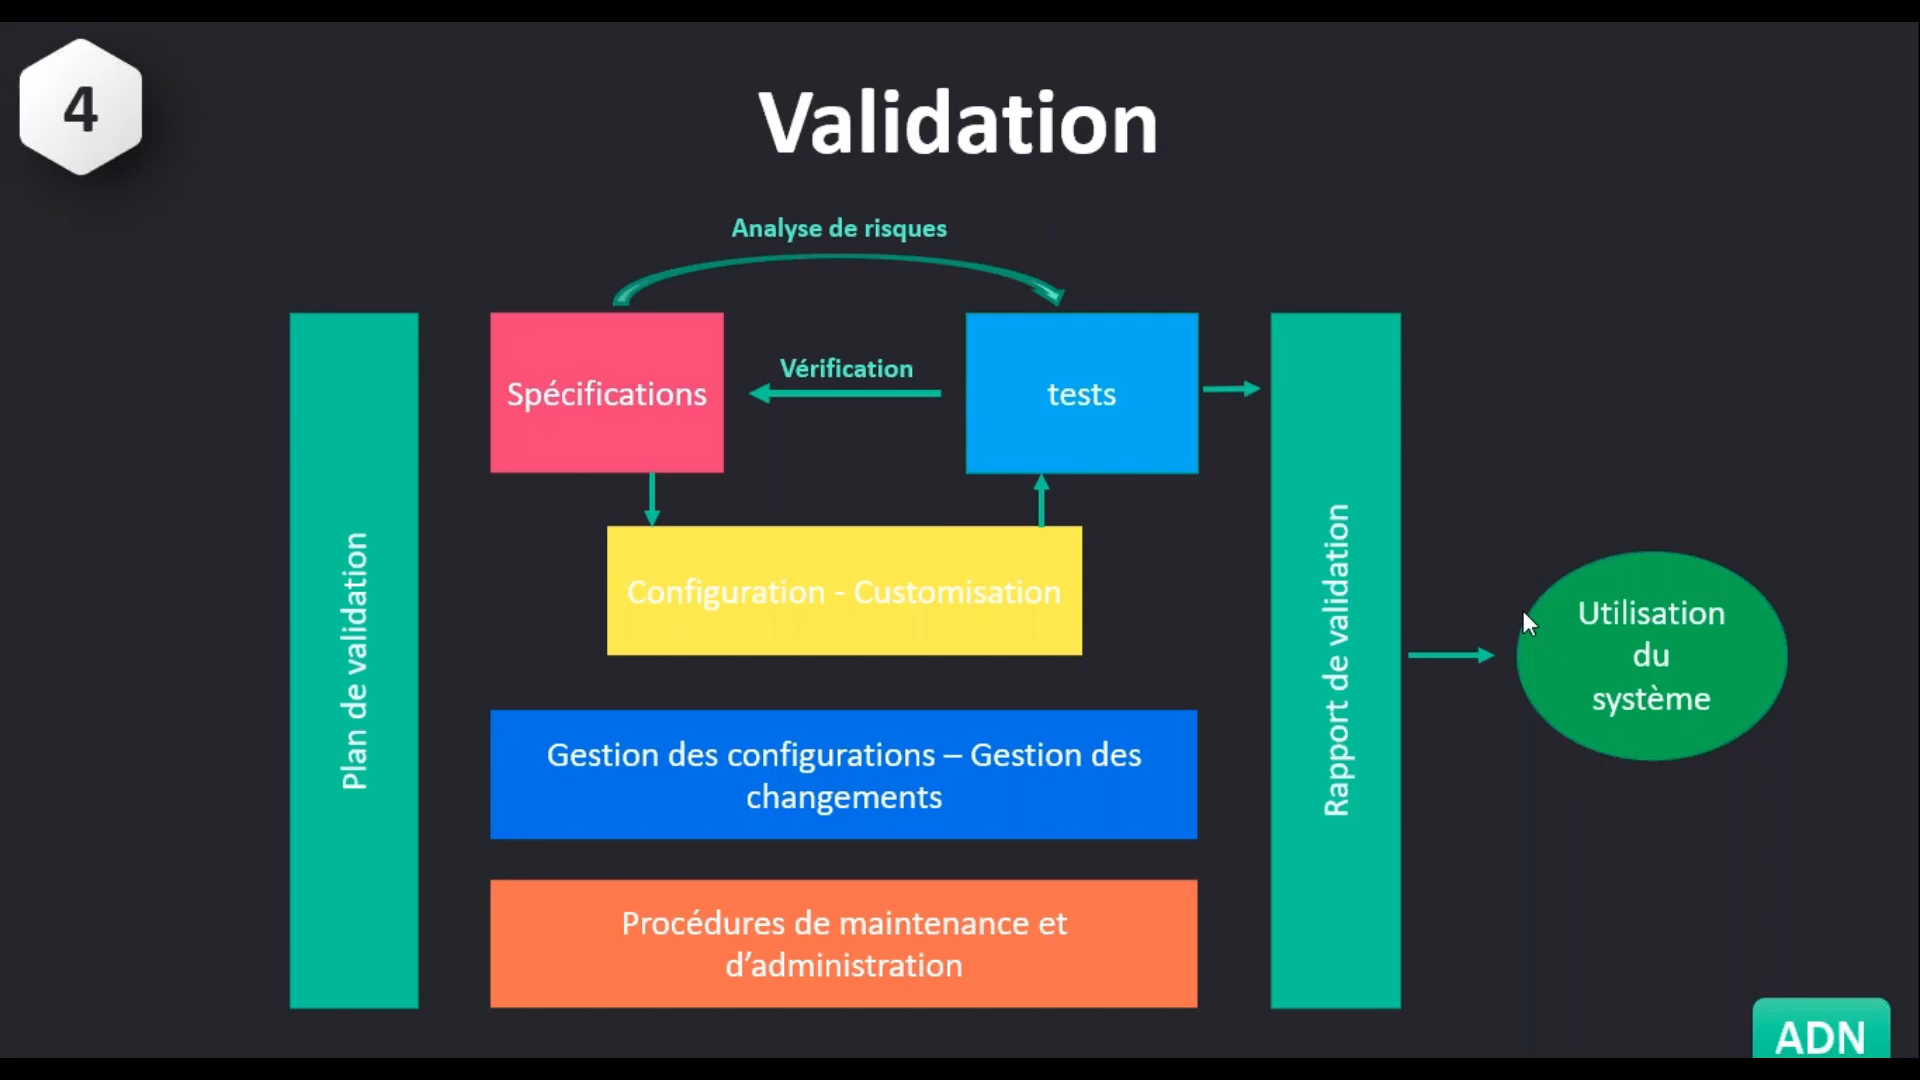 4
Validation
Analyse de risques
Spécifications
Vérification
tests
Configuration - Customisation
Plan de validation
Gestion des configurations – Gestion des
changements
Procédures de maintenance et
d’administration
Rapport de validation
Utilisation
du
système
ADN